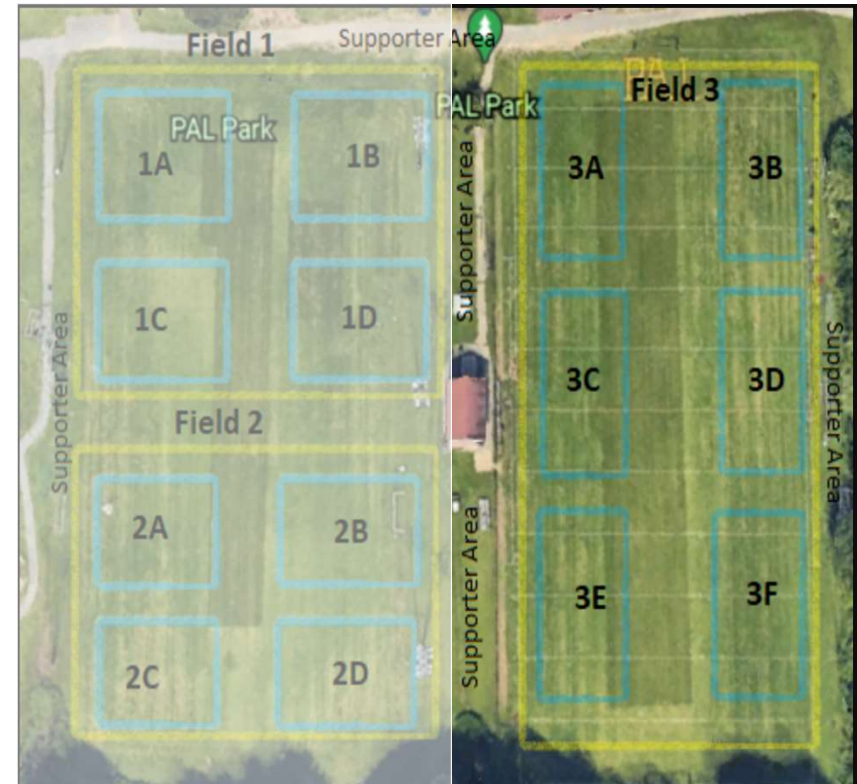 Field 1
Supporter Area
PAL Park
1A
1B
1C
1D
Supporter Area
Field 2
2A
2B
2C
2D
PAL Park
Field 3
3A
3B
Supporter Area
3C
3D
Supporter Area
3E
3F
Supporter Area